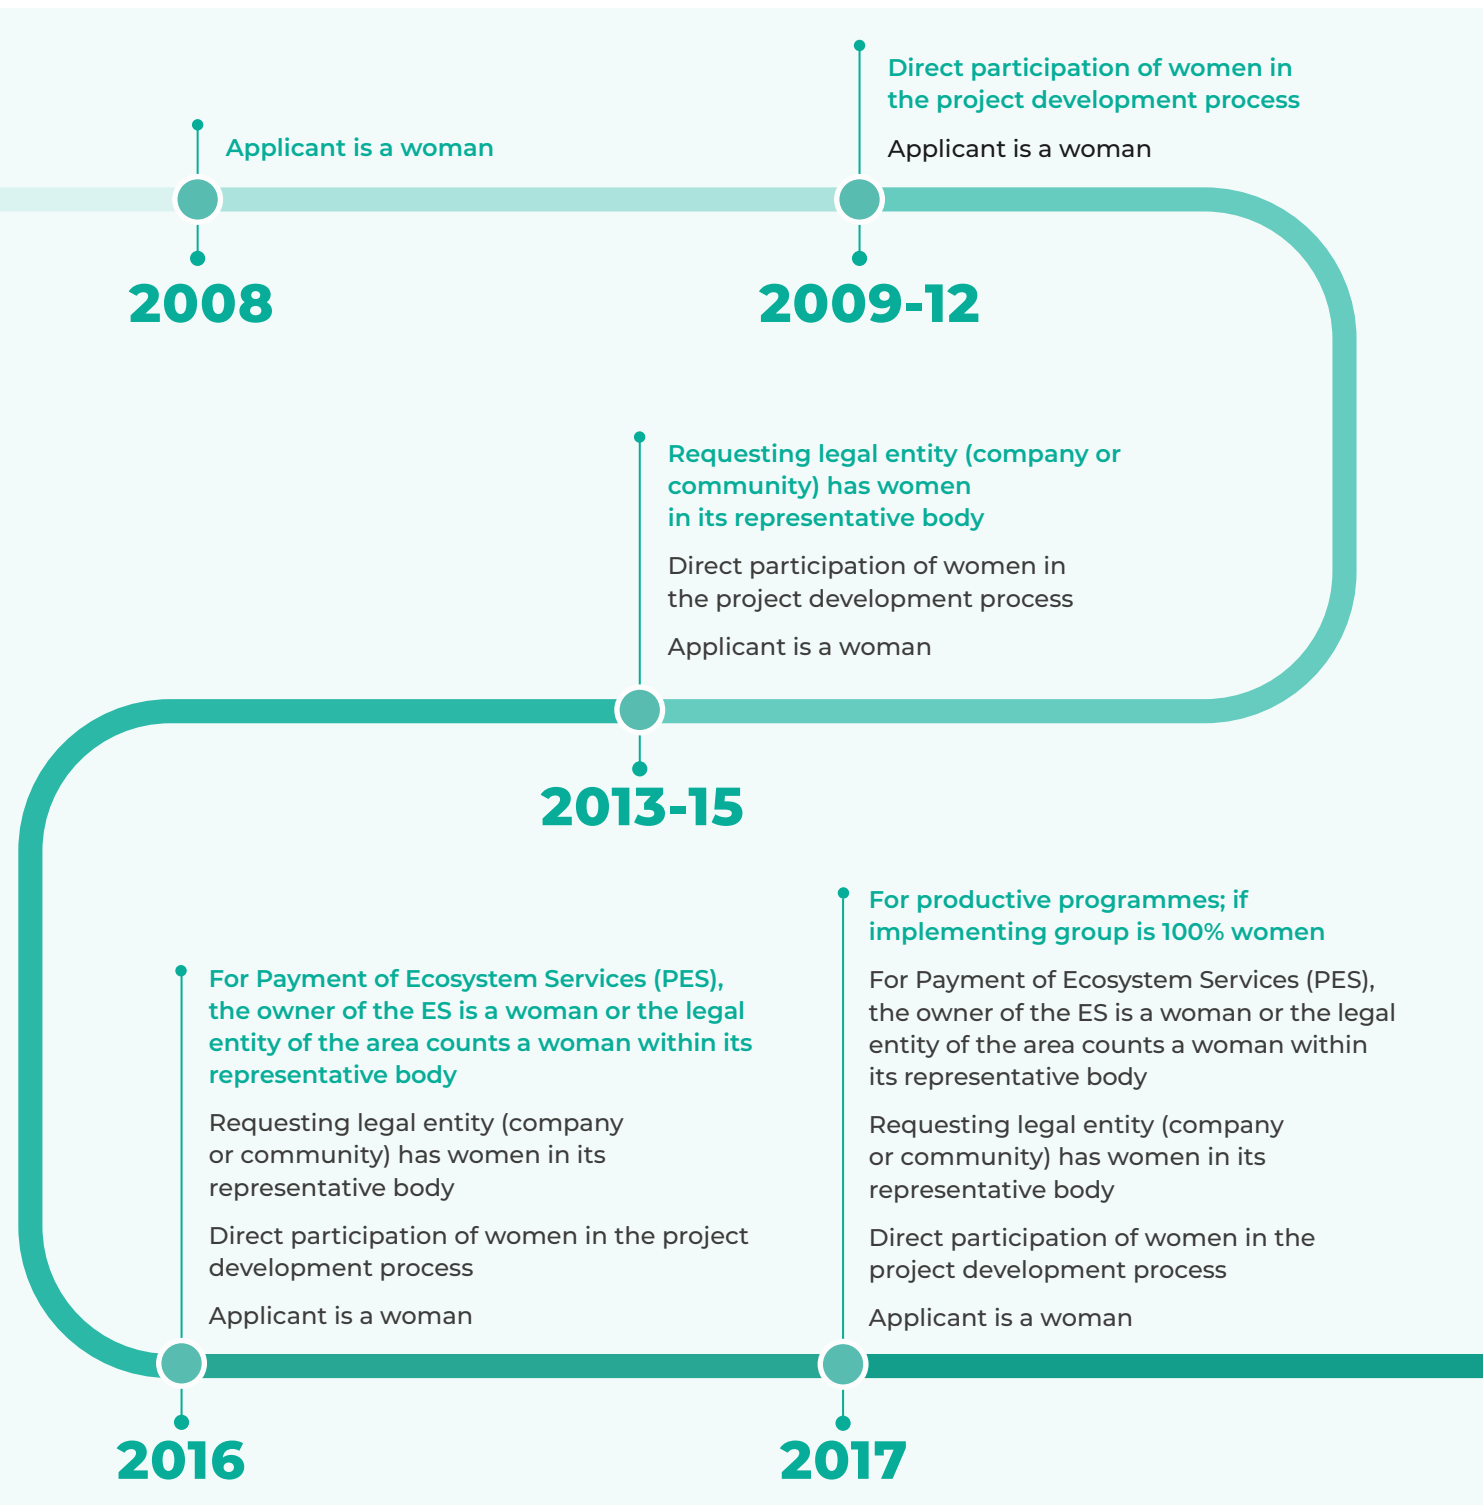 Applicant is a woman
2008
Direct participation of women in
the project development process
Applicant is a woman
2009-12
Requesting legal entity (company or
community) has women
in its representative body
Direct participation of women in
the project development process
Applicant is a woman
2013-15
For Payment of Ecosystem Services (PES),
the owner of the ES is a woman or the legal
entity of the area counts a woman within its
representative body
Requesting legal entity (company
or community) has women in its
representative body
Direct participation of women in the project
development process
Applicant is a woman
2016
For productive programmes; if
implementing group is 100% women
For Payment of Ecosystem Services (PES),
the owner of the ES is a woman or the legal
entity of the area counts a woman within
its representative body
Requesting legal entity (company
or community) has women in its
representative body
Direct participation of women in the
project development process
Applicant is a woman
2017